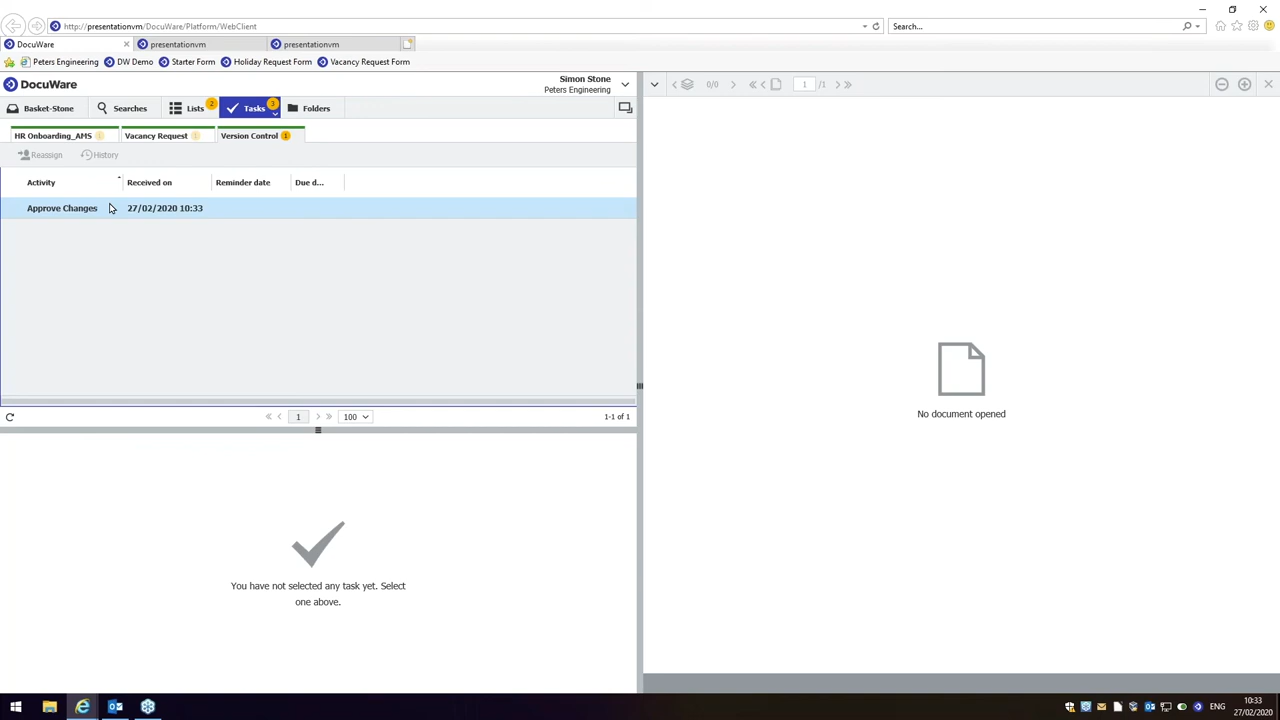 http://presentationvm/DocuWare/Platform/WebClient
Search...
DocuWare
presentationvm
presentationvm
Peters Engineering
DW Demo
Starter Form
Holiday Request Form
Vacancy Request Form
DocuWare
Simon Stone
Peters Engineering
0/0
1
/1
Basket-Stone
Searches
Lists
2
Tasks
3
Folders
HR Onboarding_AMS
1
Vacancy Request
1
Version Control
1
Reassign
History
Activity
Received on
Reminder date
Due d...
Approve Changes
27/02/2020 10:33
No document opened
1
100
1-1 of 1
You have not selected any task yet. Select
one above.
ENG
10:33
27/02/2020